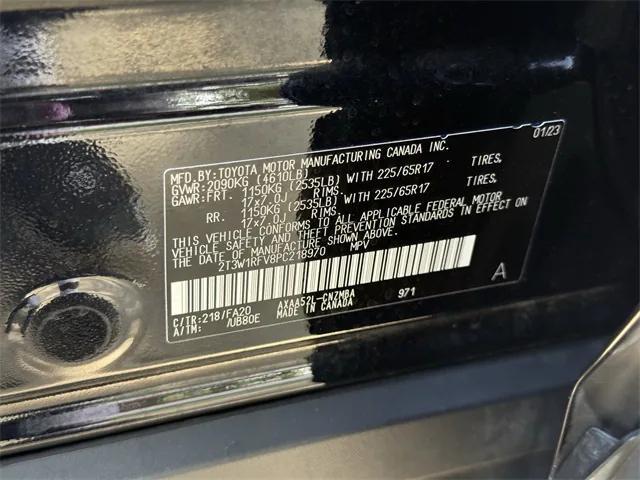 MFD.BY:TOYOTA MOTOR MANUFACTURING CANADA INC. 01/23
GVWR:2090KG (4610LB)
GAWR:FRT. 1150KG (2535LB) WITH 225/65R17 TIRES.
17x7.0J RIMS.
RR. 1150KG (2535LB) WITH 225/65R17 TIRES.
17x7.0J RIMS.
THIS VEHICLE CONFORMS TO ALL APPLICABLE FEDERAL MOTOR
VEHICLE SAFETY AND THEFT PREVENTION STANDARDS IN EFFECT ON
THE DATE OF MANUFACTURE SHOWN ABOVE.
2T3W1RFV8PC218970 MPV
A
C/TR:218/FA20 AXAA52L-CNZMBA 971
A/TM: /UB80E MADE IN CANADA